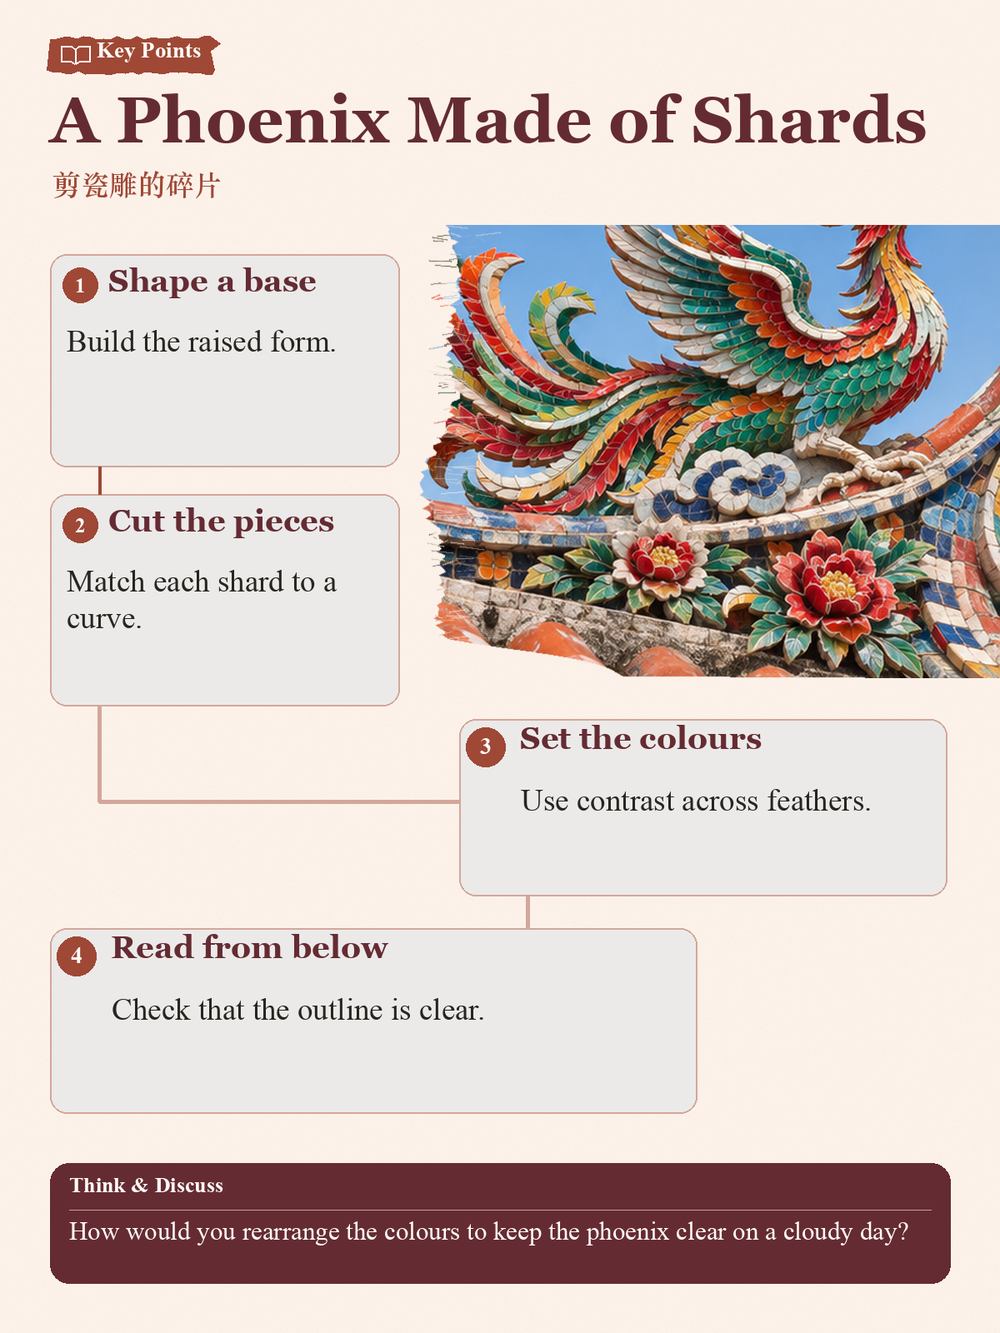 Key Points
A Phoenix Made of Shards
剪瓷雕的碎片
1 Shape a base
Build the raised form.
2 Cut the pieces
Match each shard to a
curve.
3 Set the colours
Use contrast across feathers.
4 Read from below
Check that the outline is clear.
Think & Discuss
How would you rearrange the colours to keep the phoenix clear on a cloudy day?